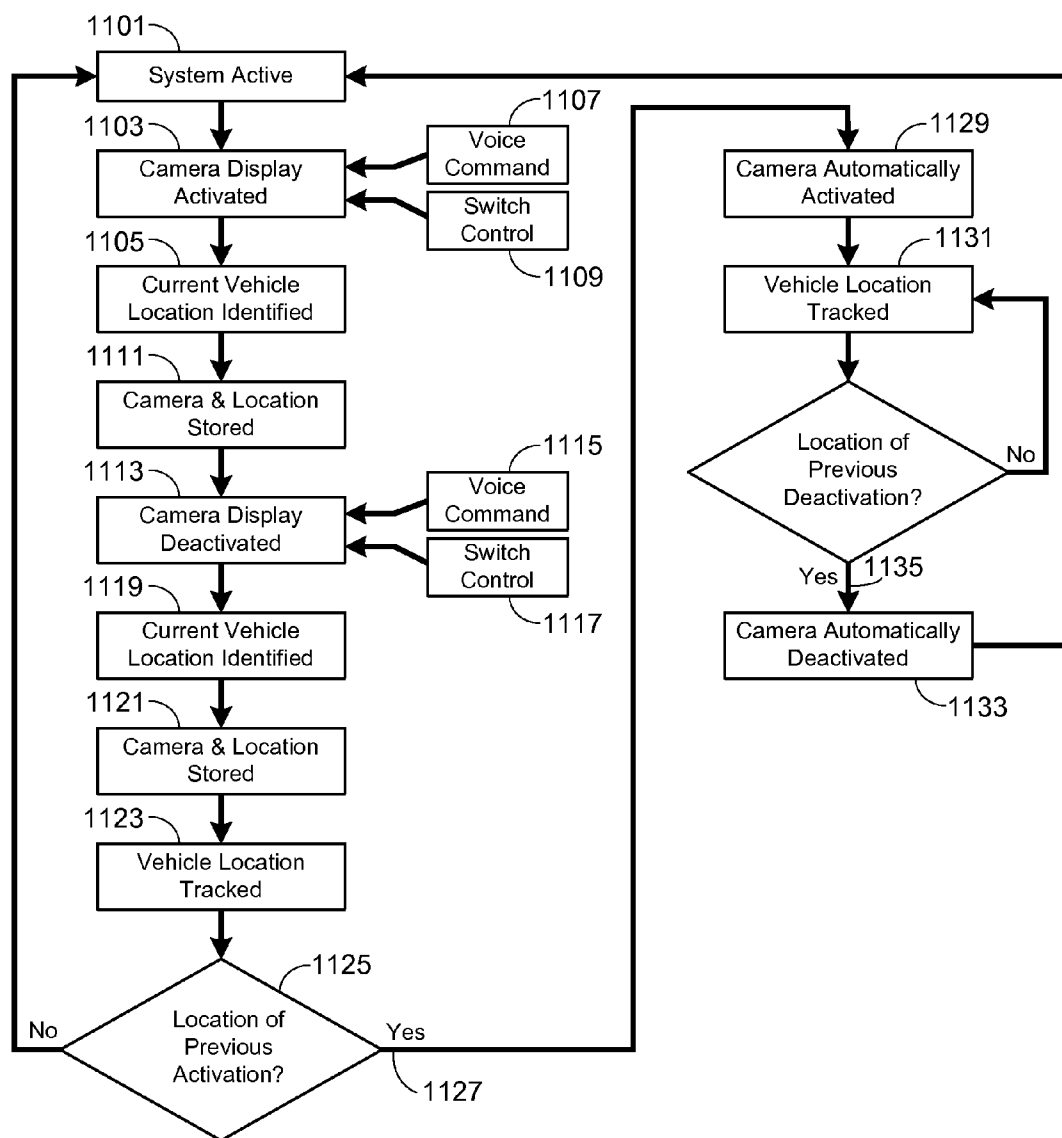 1101
System Active
1103
Camera Display
Activated
1107
Voice
Command
Switch
Control
1109
1105
Current Vehicle
Location Identified
1111
Camera & Location
Stored
1113
Camera Display
Deactivated
1115
Voice
Command
Switch
Control
1117
1119
Current Vehicle
Location Identified
1121
Camera & Location
Stored
1123
Vehicle Location
Tracked
1125
Location of
Previous
Activation?
No
Yes
1127
1129
Camera Automatically
Activated
1131
Vehicle Location
Tracked
Location of
Previous
Deactivation?
No
Yes
1135
Camera Automatically
Deactivated
1133